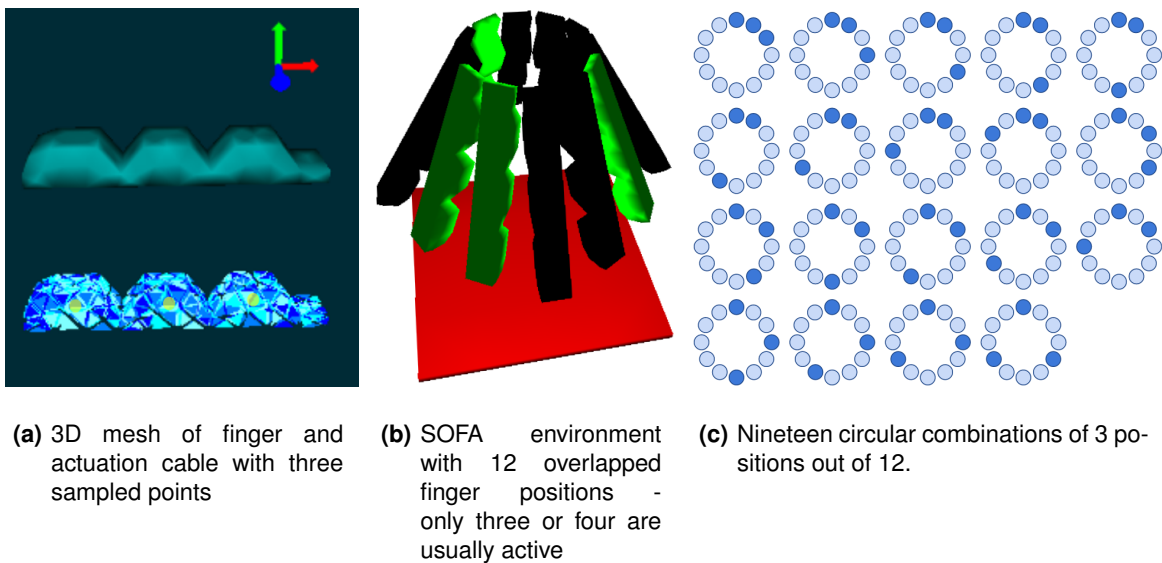 (a) 3D mesh of finger and
actuation cable with three
sampled points
(b) SOFA environment
with 12 overlapped
finger positions -
only three or four are
usually active
(c) Nineteen circular combinations of 3 po-
sitions out of 12.